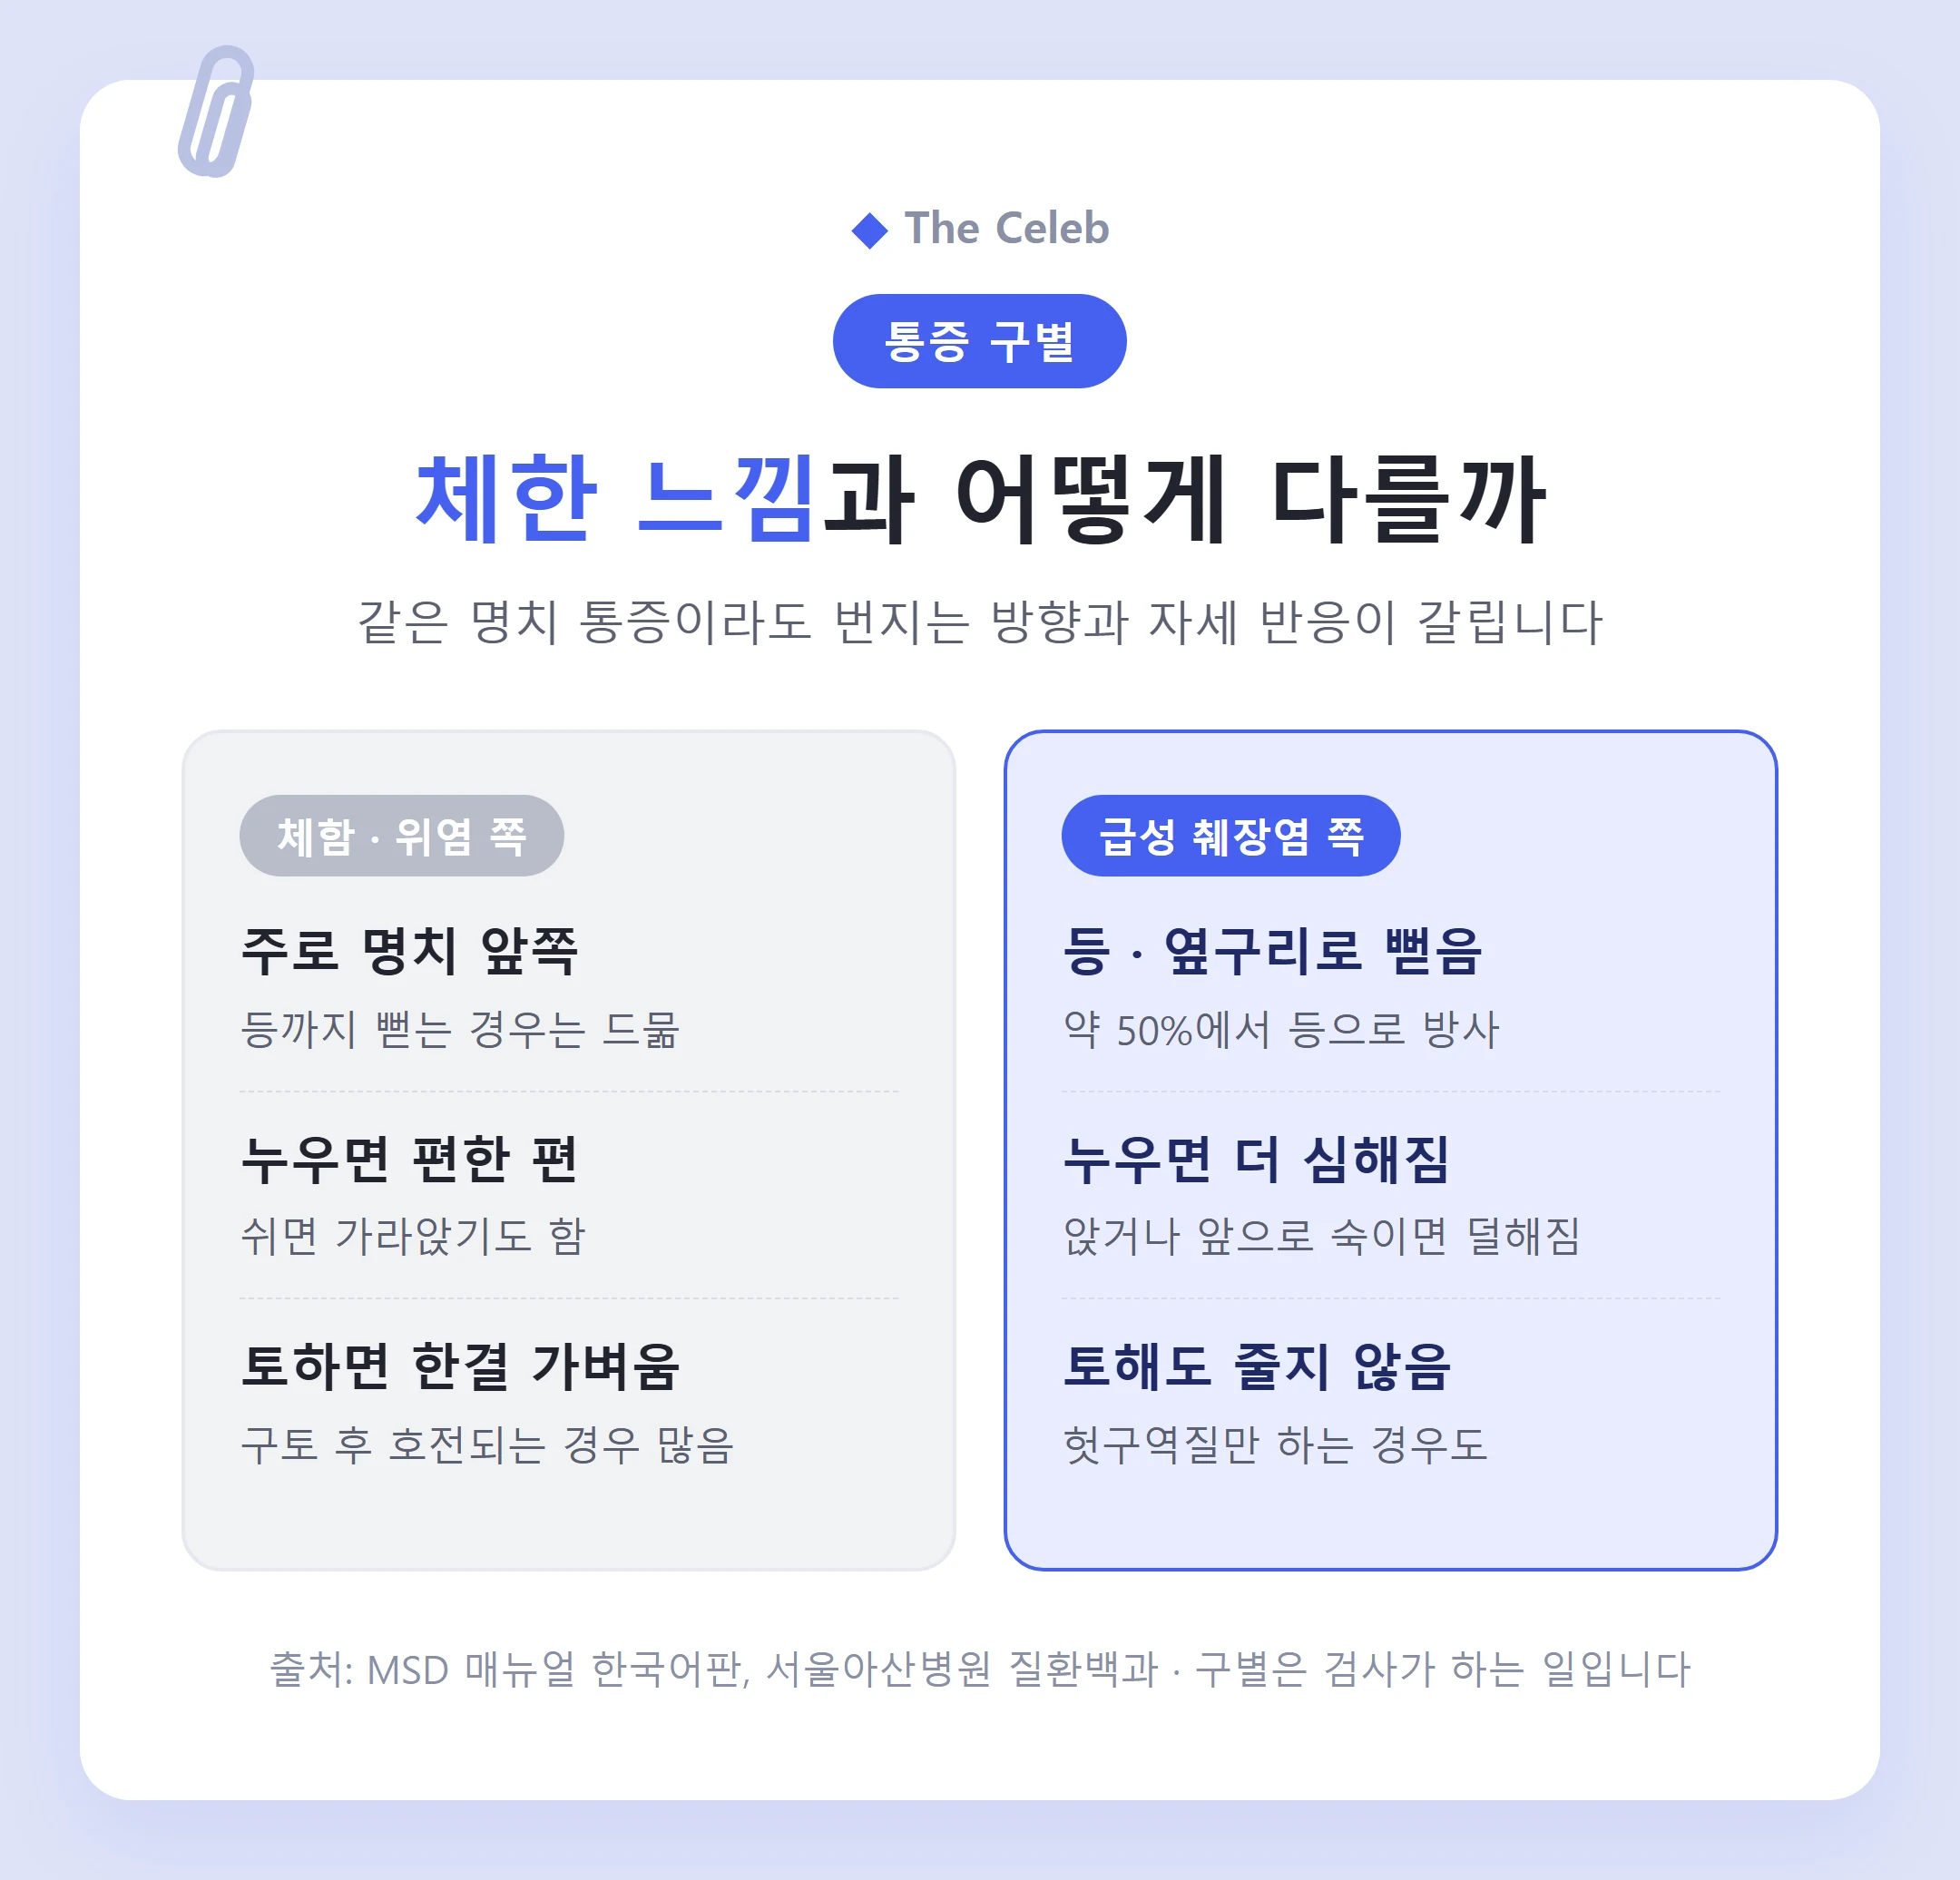 The Celeb
통증 구별
체한 느낌과 어떻게 다를까
같은 명치 통증이라도 번지는 방향과 자세 반응이 갈립니다
체함 · 위염 쪽
주로 명치 앞쪽
등까지 뻗는 경우는 드묾
누우면 편한 편
쉬면 가라앉기도 함
토하면 한결 가벼움
구토 후 호전되는 경우 많음
급성 췌장염 쪽
등 · 옆구리로 뻗음
약 50%에서 등으로 방사
누우면 더 심해짐
앉거나 앞으로 숙이면 덜해짐
토해도 줄지 않음
헛구역질만 하는 경우도
출처: MSD 매뉴얼 한국어판, 서울아산병원 질환백과 · 구별은 검사가 하는 일입니다